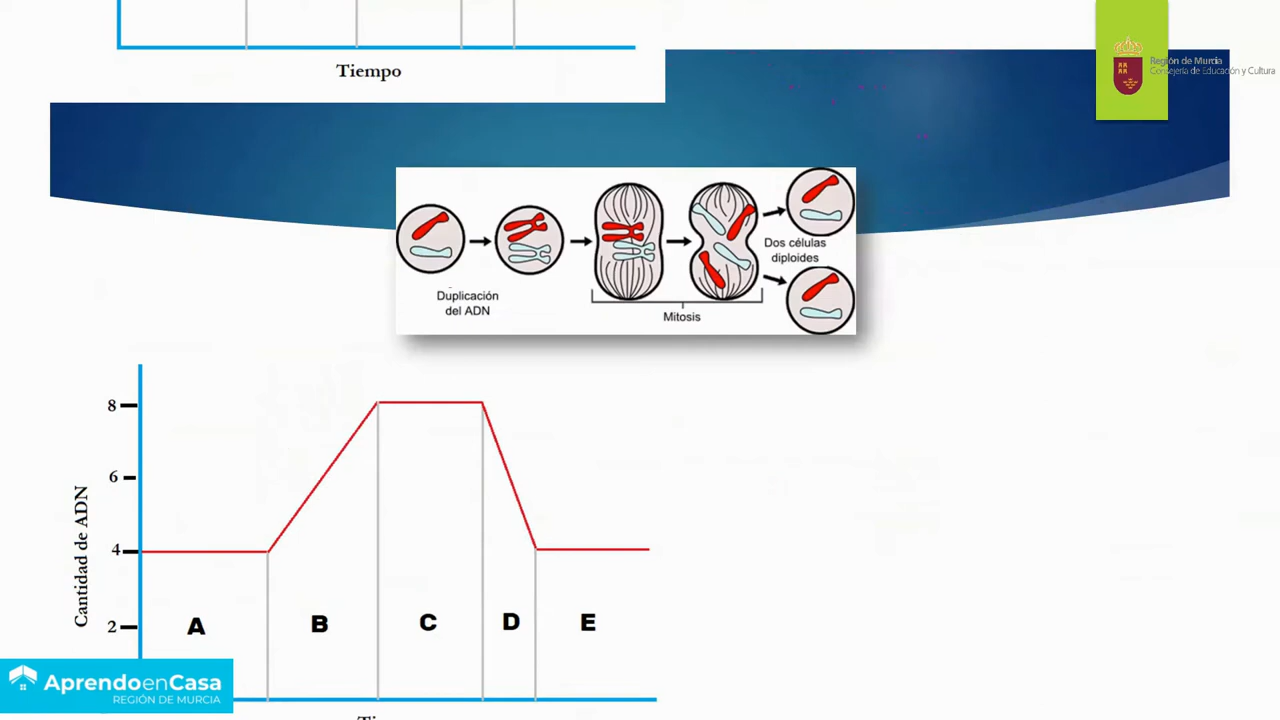 Tiempo
Región de Murcia
Consejería de Educación y Cultura
Dos células
diploides
Duplicación
del ADN
Mitosis
8
6
Cantidad de ADN
4
2
A
B
C
D
E
AprendoenCasa
REGIÓN DE MURCIA